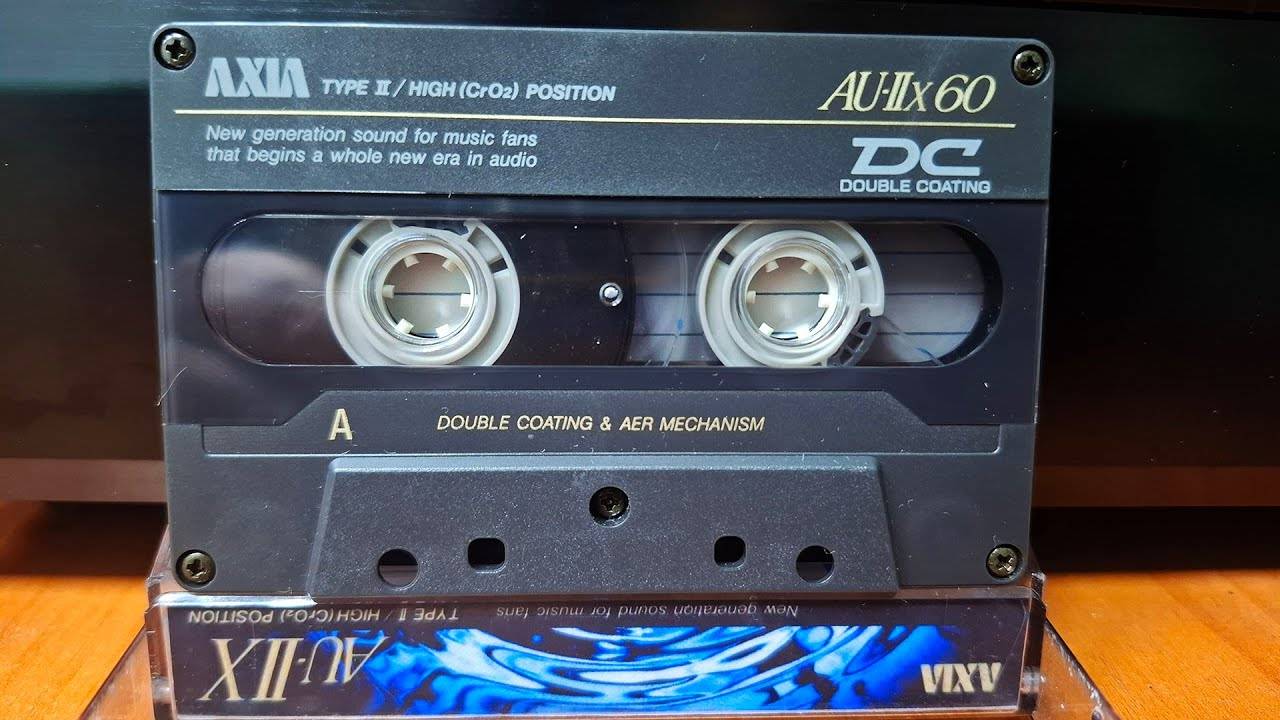 AXIA TYPE II / HIGH (CrO₂) POSITION AU-IIx 60
New generation sound for music fans
that begins a whole new era in audio
DC
DOUBLE COATING
A DOUBLE COATING & AER MECHANISM
TYPE II / HIGH (CrO₂) POSITION New generation sound for music fans
AU-IIX AXIA